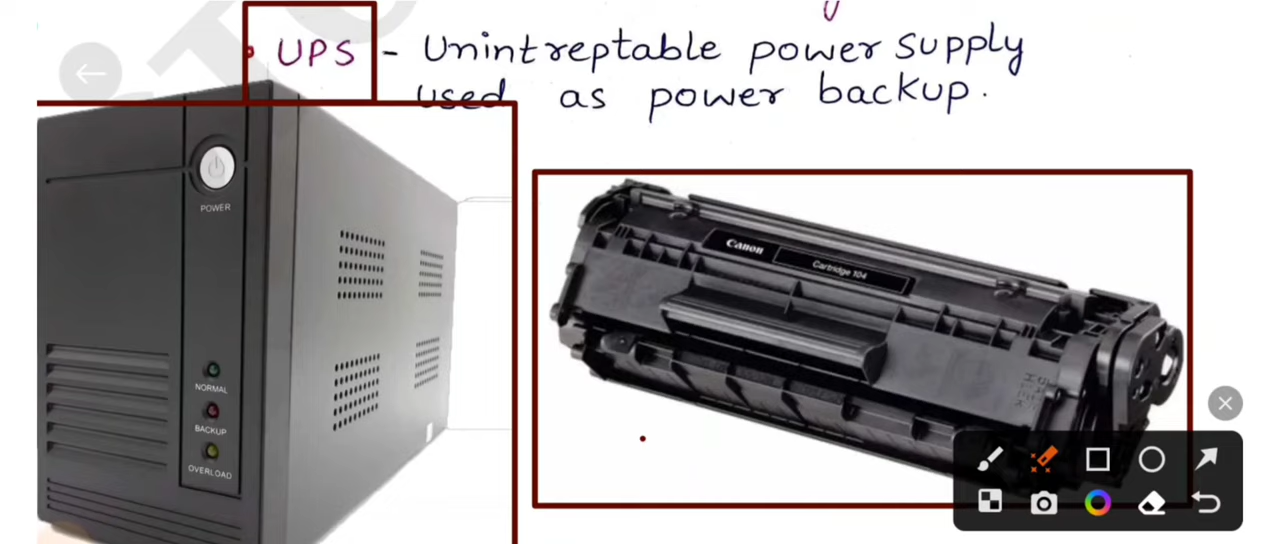 • UPS - Unintreptable power supply
used as power backup.
POWER
NORMAL
BACKUP
OVERLOAD
Canon
Cartridge 104